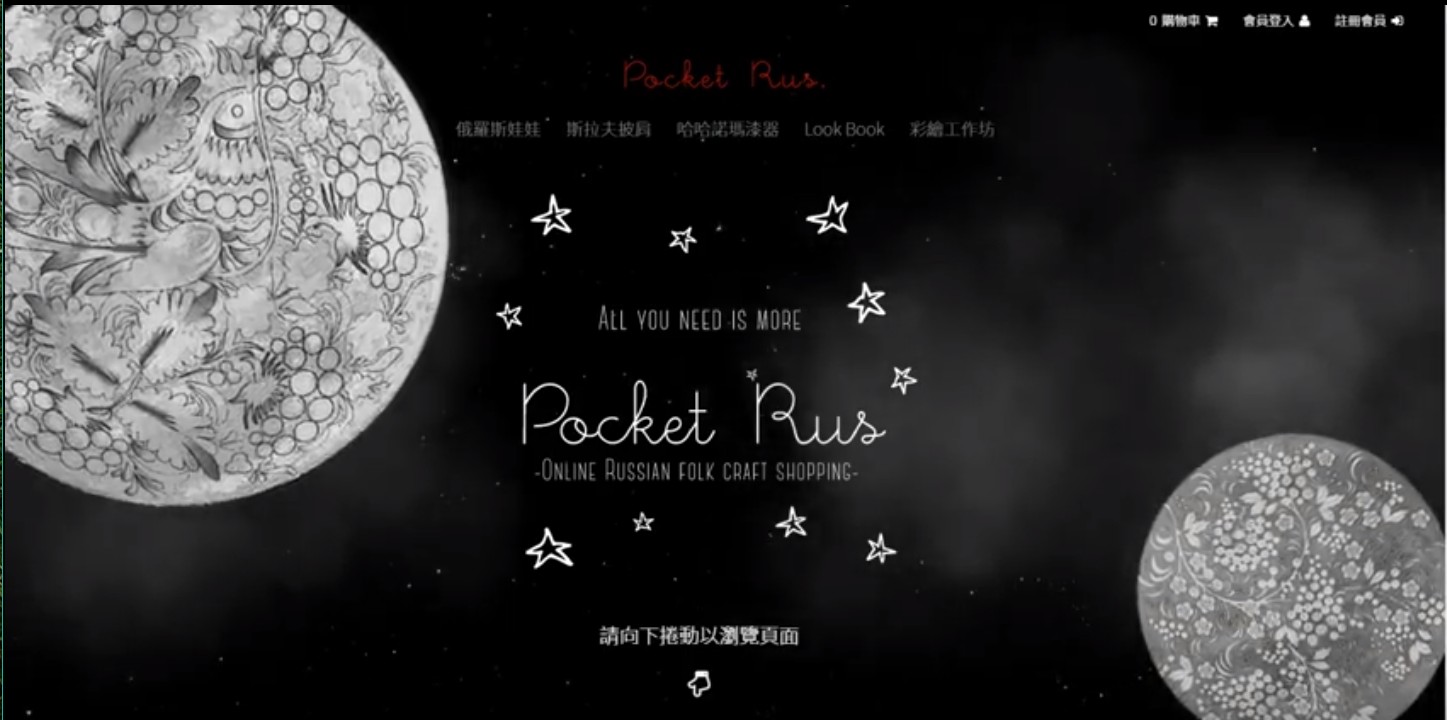 0 購物車 會員登入 註冊會員
Pocket Rus.
俄羅斯娃娃 斯拉夫披肩 哈哈諾瑪漆器 Look Book 彩繪工作坊
ALL YOU NEED IS MORE
Pocket Rus
-ONLINE RUSSIAN FOLK CRAFT SHOPPING-
請向下捲動以瀏覽頁面